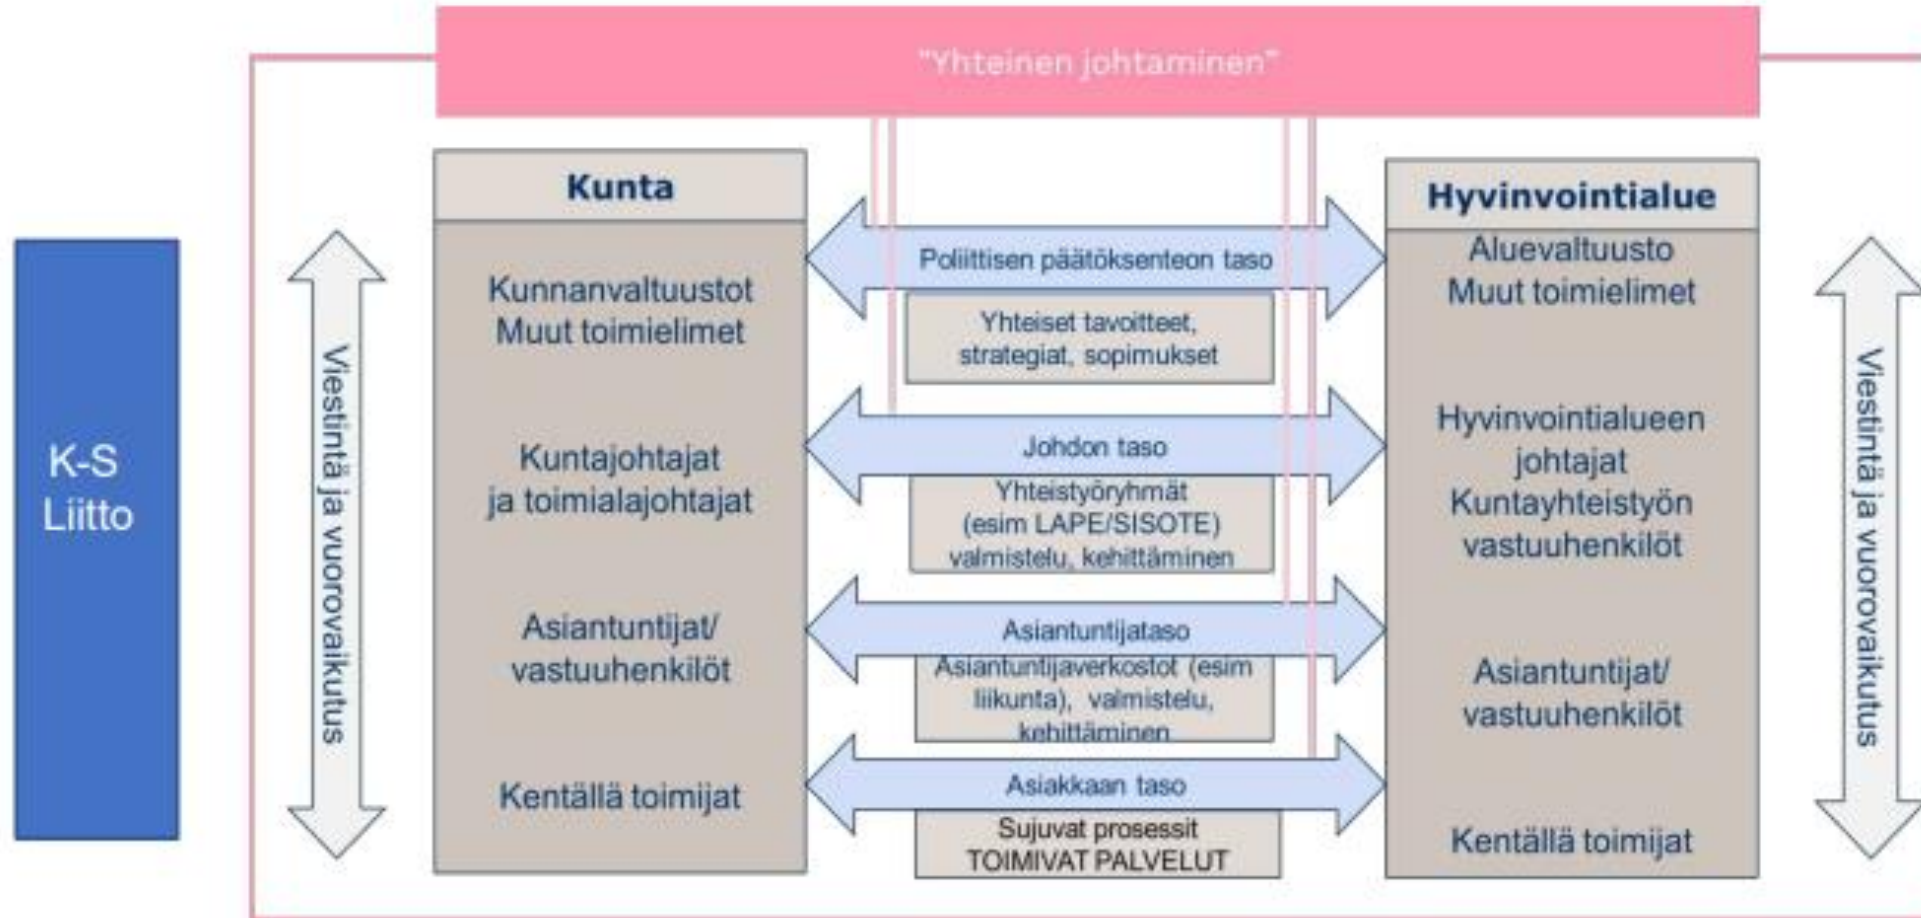 "Yhteinen johtaminen"
K-S
Liitto
Viestintä ja vuorovaikutus
Kunta
Kunnanvaltuustot
Muut toimielimet
Kuntajohtajat
ja toimialajohtajat
Asiantuntijat/
vastuuhenkilöt
Kentällä toimijat
Poliittisen päätöksenteon taso
Yhteiset tavoitteet,
strategiat, sopimukset
Johdon taso
Yhteistyöryhmät
(esim LAPE/SISOTE)
valmistelu, kehittäminen
Asiantuntijataso
Asiantuntijaverkostot (esim
liikunta), valmistelu,
kehittäminen
Asiakkaan taso
Sujuvat prosessit
TOIMIVAT PALVELUT
Hyvinvointialue
Aluevaltuusto
Muut toimielimet
Hyvinvointialueen
johtajat
Kuntayhteistyön
vastuuhenkilöt
Asiantuntijat/
vastuuhenkilöt
Kentällä toimijat
Viestintä ja vuorovaikutus